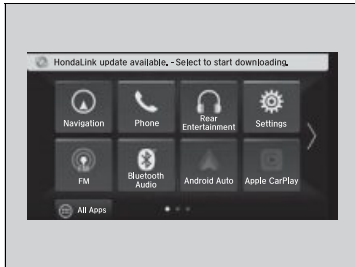 HondaLink update available. - Select to start downloading.
Navigation
Phone
Rear
Entertainment
Settings
FM
Bluetooth
Audio
Android Auto
Apple CarPlay
All Apps